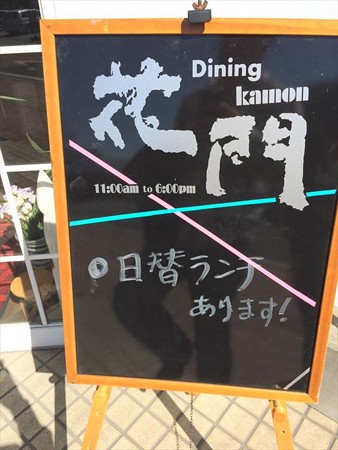 Dining
kamon
花門
11:00am to 6:00pm
◎日替ランチ
あります!